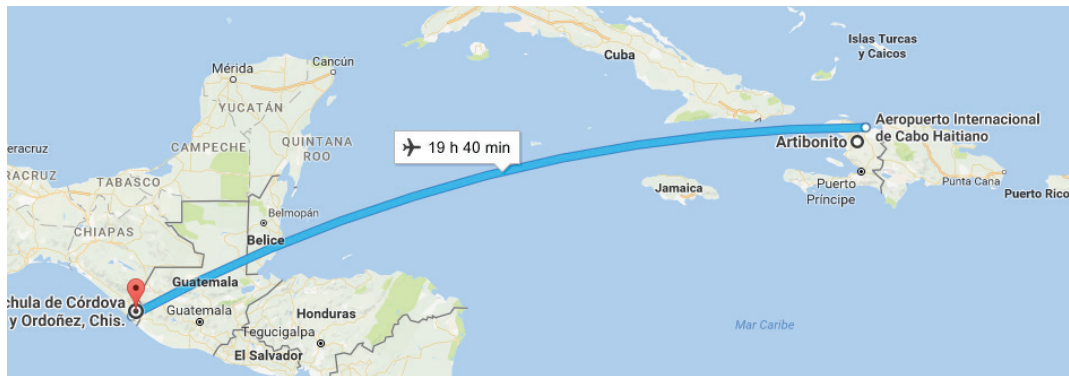 Islas Turcas
y Caicos
Cuba
Cancún
Mérida
YUCATÁN
Aeropuerto Internacional
de Cabo Haitiano
QUINTANA
ROO
CAMPECHE
19 h 40 min
Artibonito
eracruz
RACRUZ
TABASCO
Puerto
Príncipe
Punta Cana
Jamaica
Puerto Rico
Belmopán
CHIAPAS
Belice
Guatemala
chula de Córdova
y Ordoñez, Chis.
Guatemala
Honduras
Tegucigalpa
El Salvador
Mar Caribe